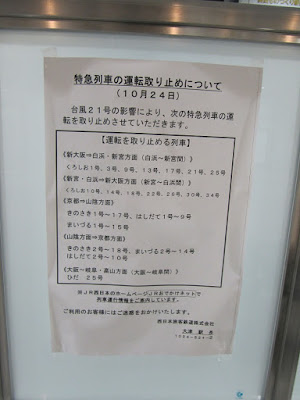 特急列車の運転取り止めについて
(10月24日)
台風21号の影響により、次の特急列車の運
転を取り止めさせていただきます。
【運転を取り止める列車】
《新大阪⇒白浜・新宮方面（白浜～新宮間）》
くろしお1号、3号、9号、13号、17号、21号、25号
《新宮・白浜⇒新大阪方面（新宮～白浜間）》
くろしお10号、14号、16号、22号、26号、30号、34号
《京都⇒山陰方面》
きのさき1号～17号、はしだて1号～9号
まいづる1号～15号
《山陰方面⇒京都方面》
きのさき2号～18号、まいづる2号～14号
はしだて2号～10号
《大阪～岐阜・高山方面（大阪～岐阜間）》
ひだ 25号
※JR西日本のホームページJRおでかけネットで
列車運行情報をご案内しています。
ご利用のお客様にはご迷惑をおかけいたします。
西日本旅客鉄道株式会社